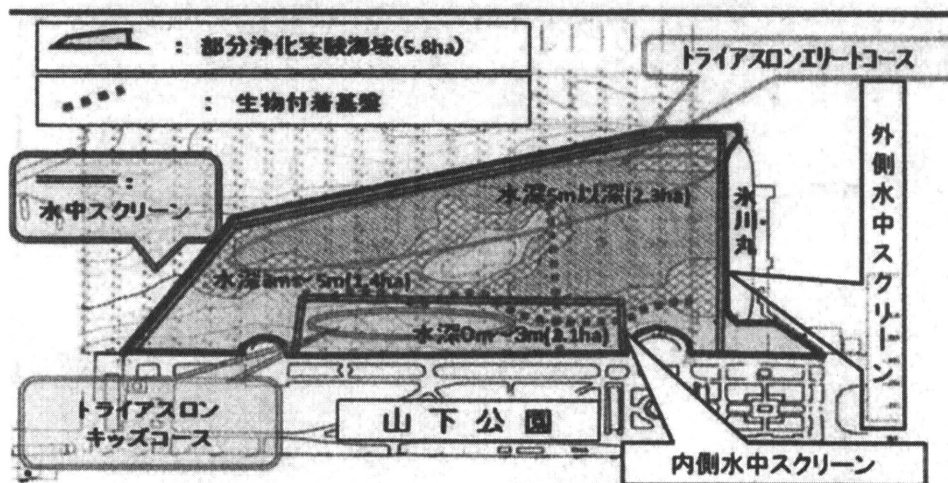 : 部分浄化実験海域(5.8ha)
: 生物付着基盤
トライアスロンエリートコース
外側水中スクリーン
:
水中スクリーン
水深5m以深(2.3ha)
氷川丸
水深3m~5m(1.4ha)
水深0m~3m(2.1ha)
トライアスロン
キッズコース
山下公園
内側水中スクリーン